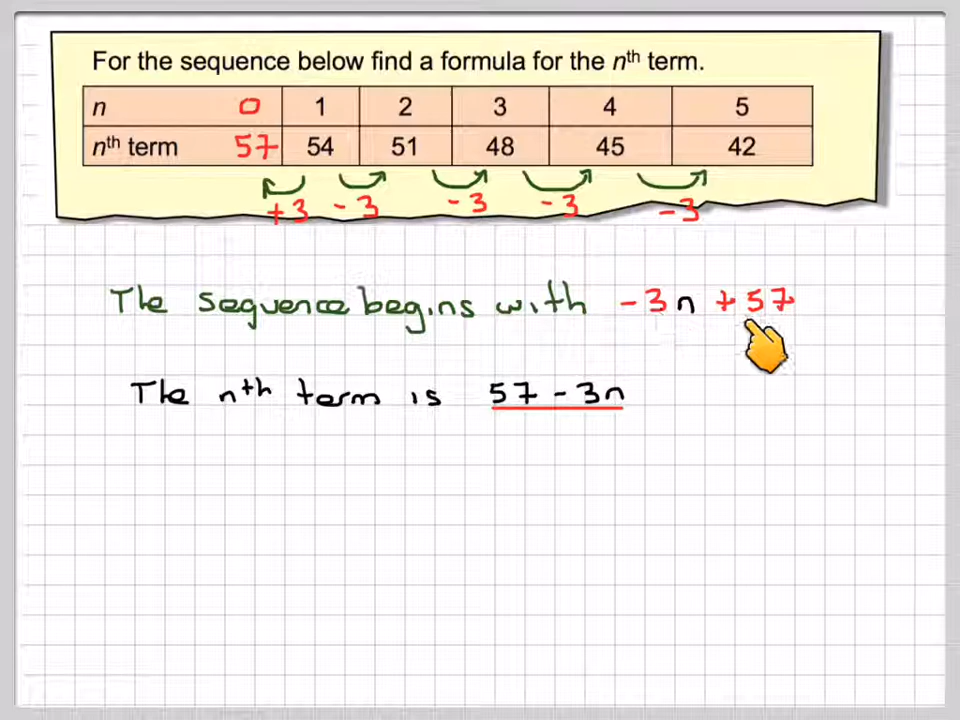 For the sequence below find a formula for the nth term.
n 0 1 2 3 4 5
nth term 57 54 51 48 45 42
+3 -3 -3 -3 -3
The sequence begins with -3n +57
The nth term is 57 - 3n